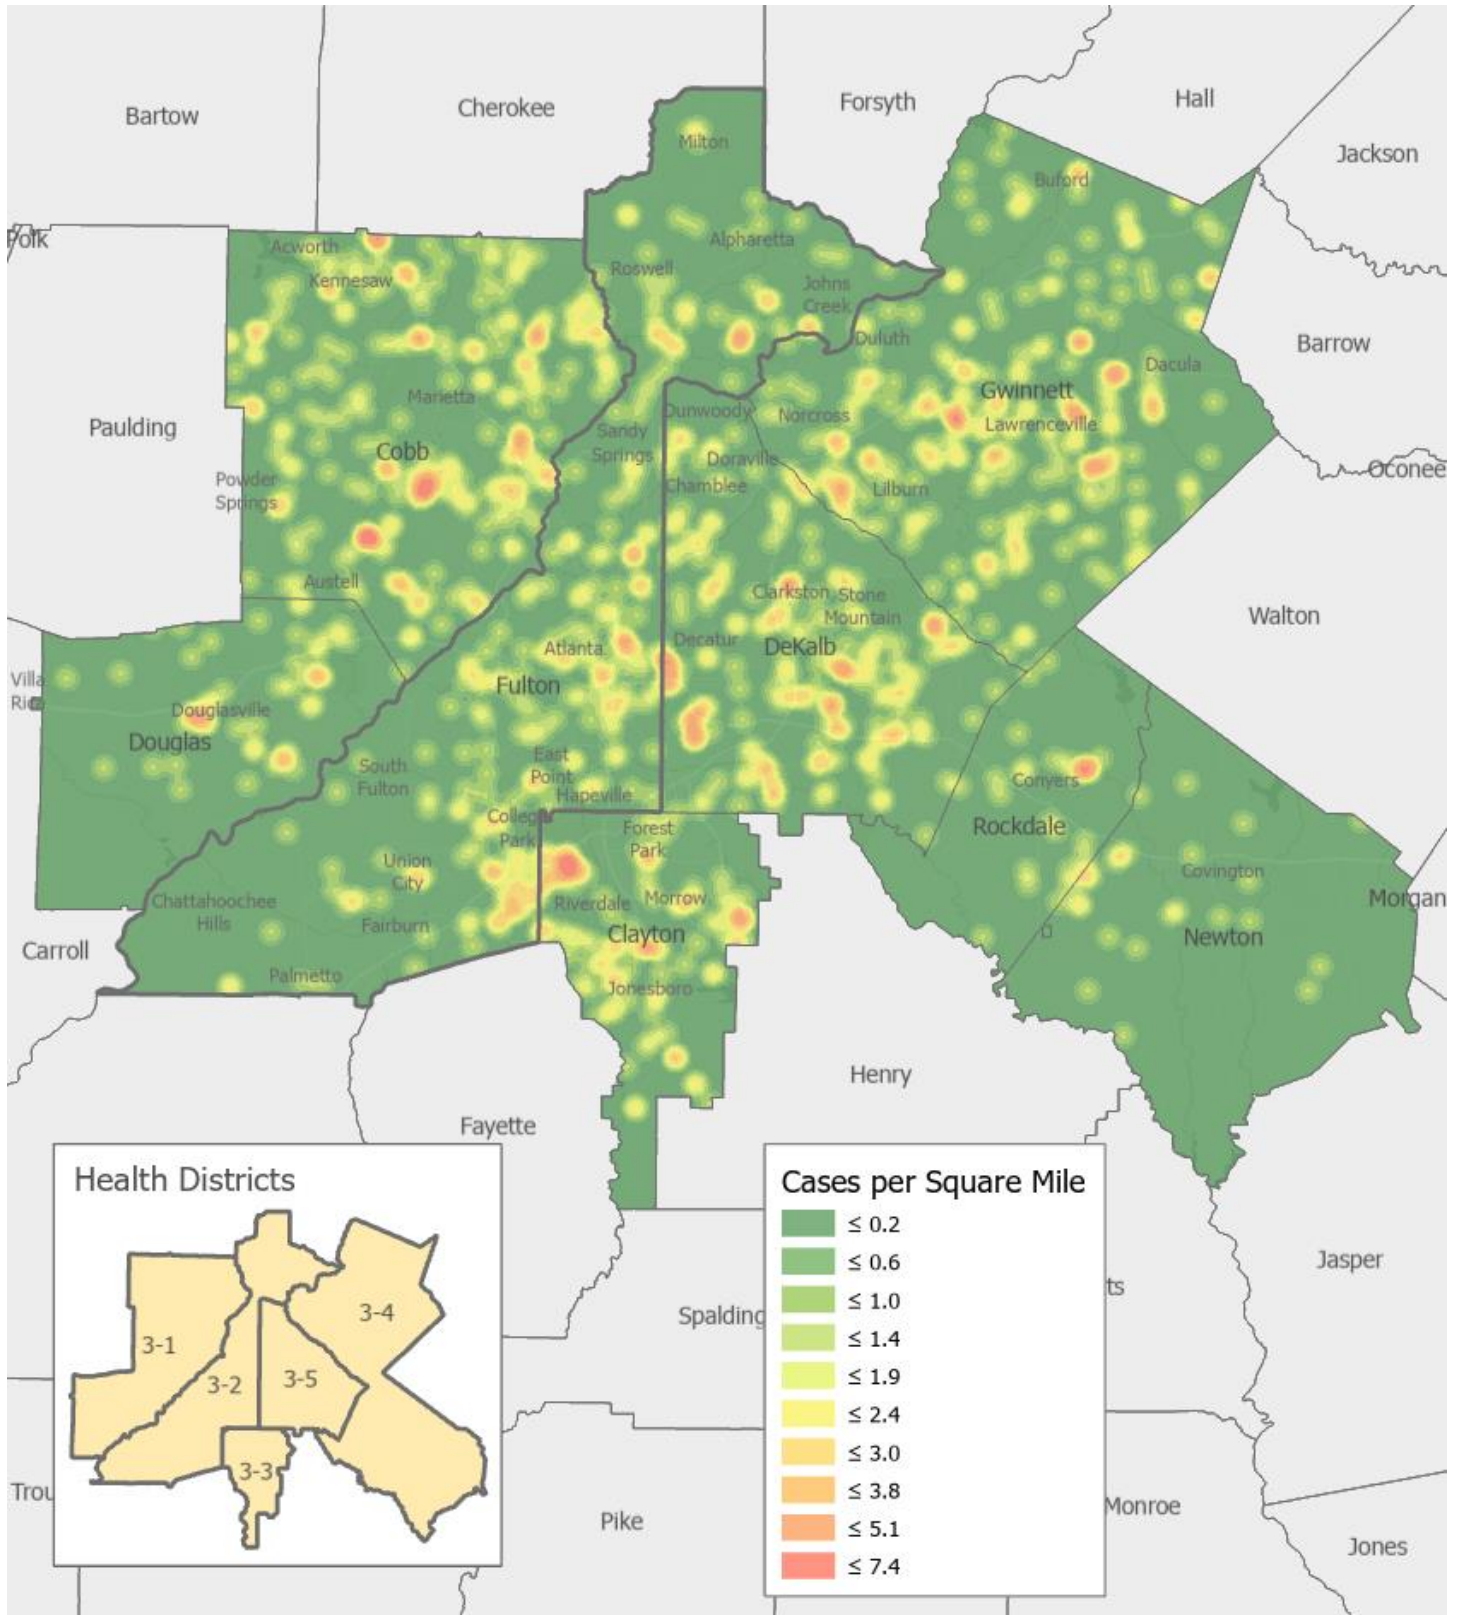 Bartow
Cherokee
Forsyth
Hall
Jackson
Milton
Buford
Polk
Acworth
Alpharetta
Kennesaw
Roswell
Johns
Creek
Duluth
Barrow
Dacula
Paulding
Marietta
Gwinnett
Dunwoody
Norcross
Lawrenceville
Sandy
Springs
Cobb
Doraville
Chamblee
Lilburn
Oconee
Powder
Springs
Austell
Clarkston
Stone
Mountain
Walton
Atlanta
Decatur
DeKalb
Villa
Fulton
Douglasville
Douglas
South
Fulton
East
Point
Hapeville
Conyers
College
Park
Forest
Park
Rockdale
Union
City
Covington
Chattahoochee
Hills
Fairburn
Riverdale
Morrow
Morgan
Clayton
Newton
Carroll
Palmetto
Jonesboro
Henry
Fayette
Health Districts
3-1
3-2
3-3
3-4
3-5
Cases per Square Mile
≤ 0.2
≤ 0.6
≤ 1.0
≤ 1.4
≤ 1.9
≤ 2.4
≤ 3.0
≤ 3.8
≤ 5.1
≤ 7.4
Jasper
ts
Spalding
Trou
Pike
Monroe
Jones